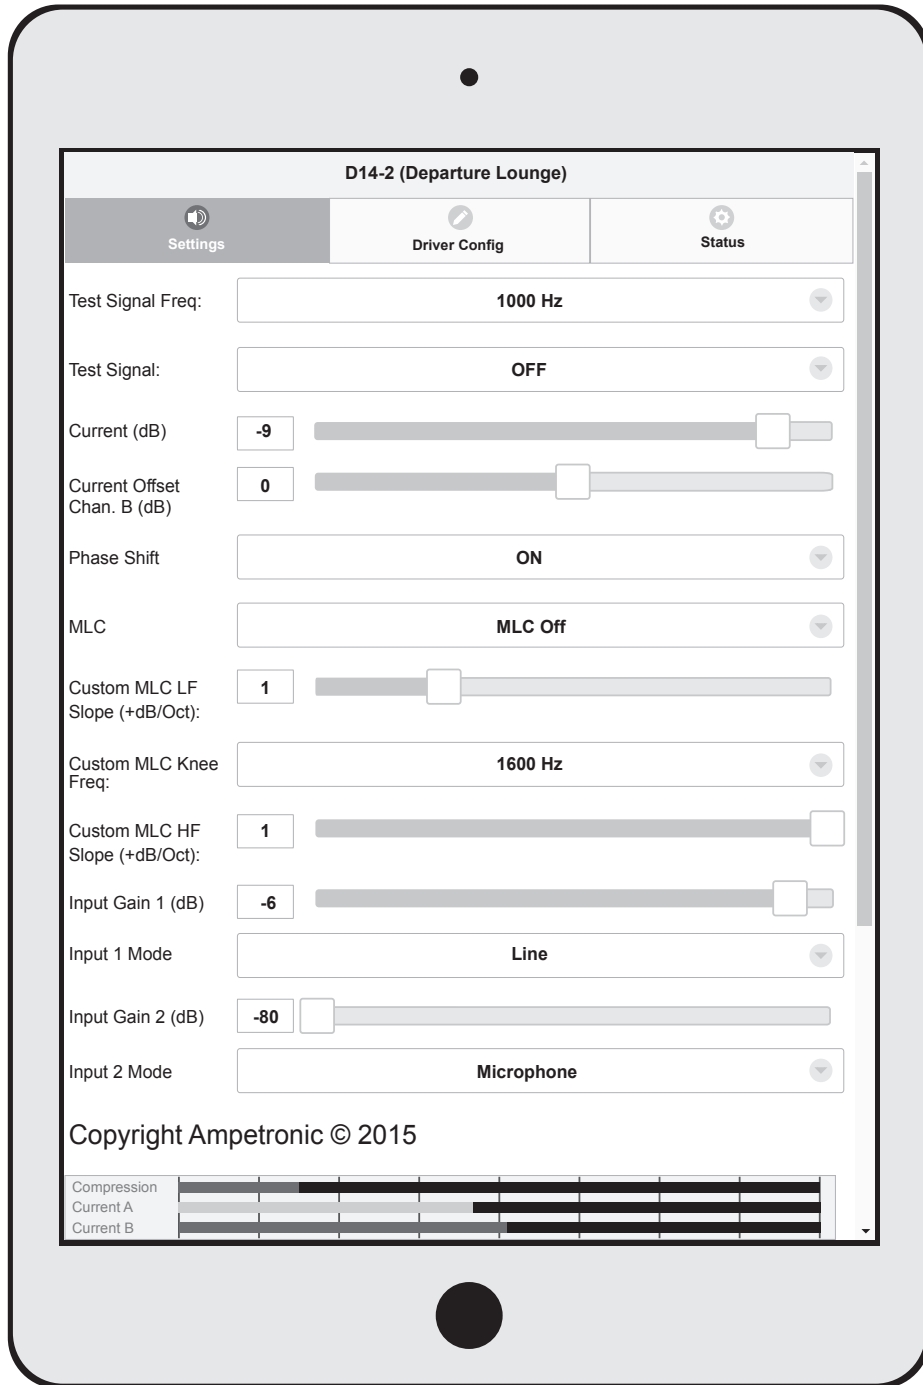 D14-2 (Departure Lounge)
Settings
Driver Config
Status
Test Signal Freq:
1000 Hz
Test Signal:
OFF
Current (dB)
-9
Current Offset
Chan. B (dB)
0
Phase Shift
ON
MLC
MLC Off
Custom MLC LF
Slope (+dB/Oct):
1
Custom MLC Knee
Freq:
1600 Hz
Custom MLC HF
Slope (+dB/Oct):
1
Input Gain 1 (dB)
-6
Input 1 Mode
Line
Input Gain 2 (dB)
-80
Input 2 Mode
Microphone
Copyright Ampetronic © 2015
Compression
Current A
Current B